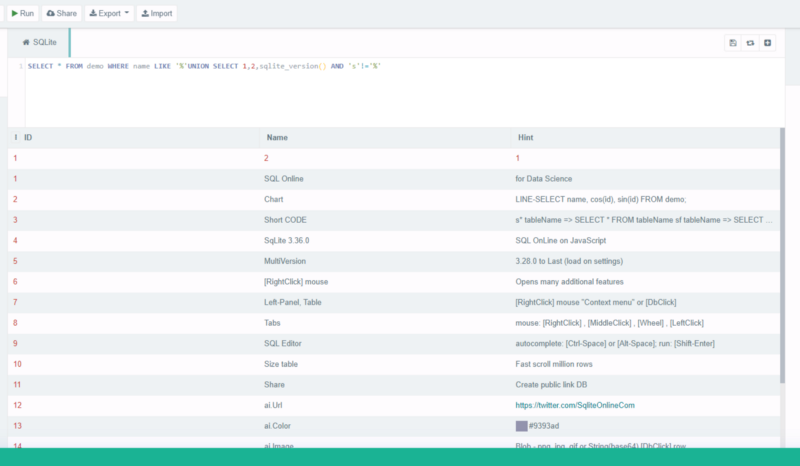 Run Share Export Import
SQLite
1 SELECT * FROM demo WHERE name LIKE '%'UNION SELECT 1,2,sqlite_version() AND 's'!='%'
ID Name Hint
1 2 1
1 SQL Online for Data Science
2 Chart LINE-SELECT name, cos(id), sin(id) FROM demo;
3 Short CODE s* tableName => SELECT * FROM tableName sf tableName => SELECT ...
4 SqLite 3.36.0 SQL OnLine on JavaScript
5 MultiVersion 3.28.0 to Last (load on settings)
6 [RightClick] mouse Opens many additional features
7 Left-Panel, Table [RightClick] mouse "Context menu" or [DbClick]
8 Tabs mouse: [RightClick] , [MiddleClick] , [Wheel] , [LeftClick]
9 SQL Editor autocomplete: [Ctrl-Space] or [Alt-Space]; run: [Shift-Enter]
10 Size table Fast scroll million rows
11 Share Create public link DB
12 ai.Url https://twitter.com/SqliteOnlineCom
13 ai.Color #9393ad
14 ai.Image Blob - png, jpg, gif or String(base64) [DbClick] row